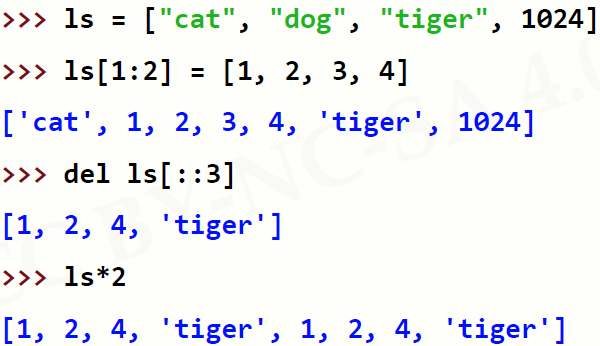 >>> ls = ["cat", "dog", "tiger", 1024]
>>> ls[1:2] = [1, 2, 3, 4]
['cat', 1, 2, 3, 4, 'tiger', 1024]
>>> del ls[::3]
[1, 2, 4, 'tiger']
>>> ls*2
[1, 2, 4, 'tiger', 1, 2, 4, 'tiger']
CC BY-NC-SA 4.0